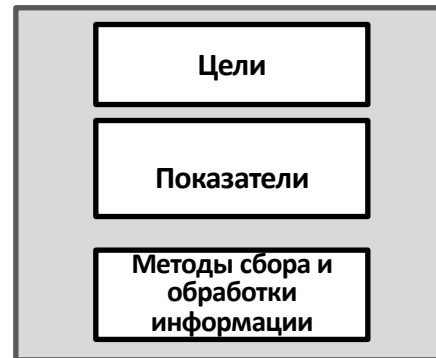 Цели
Показатели
Методы сбора и
обработки
информации